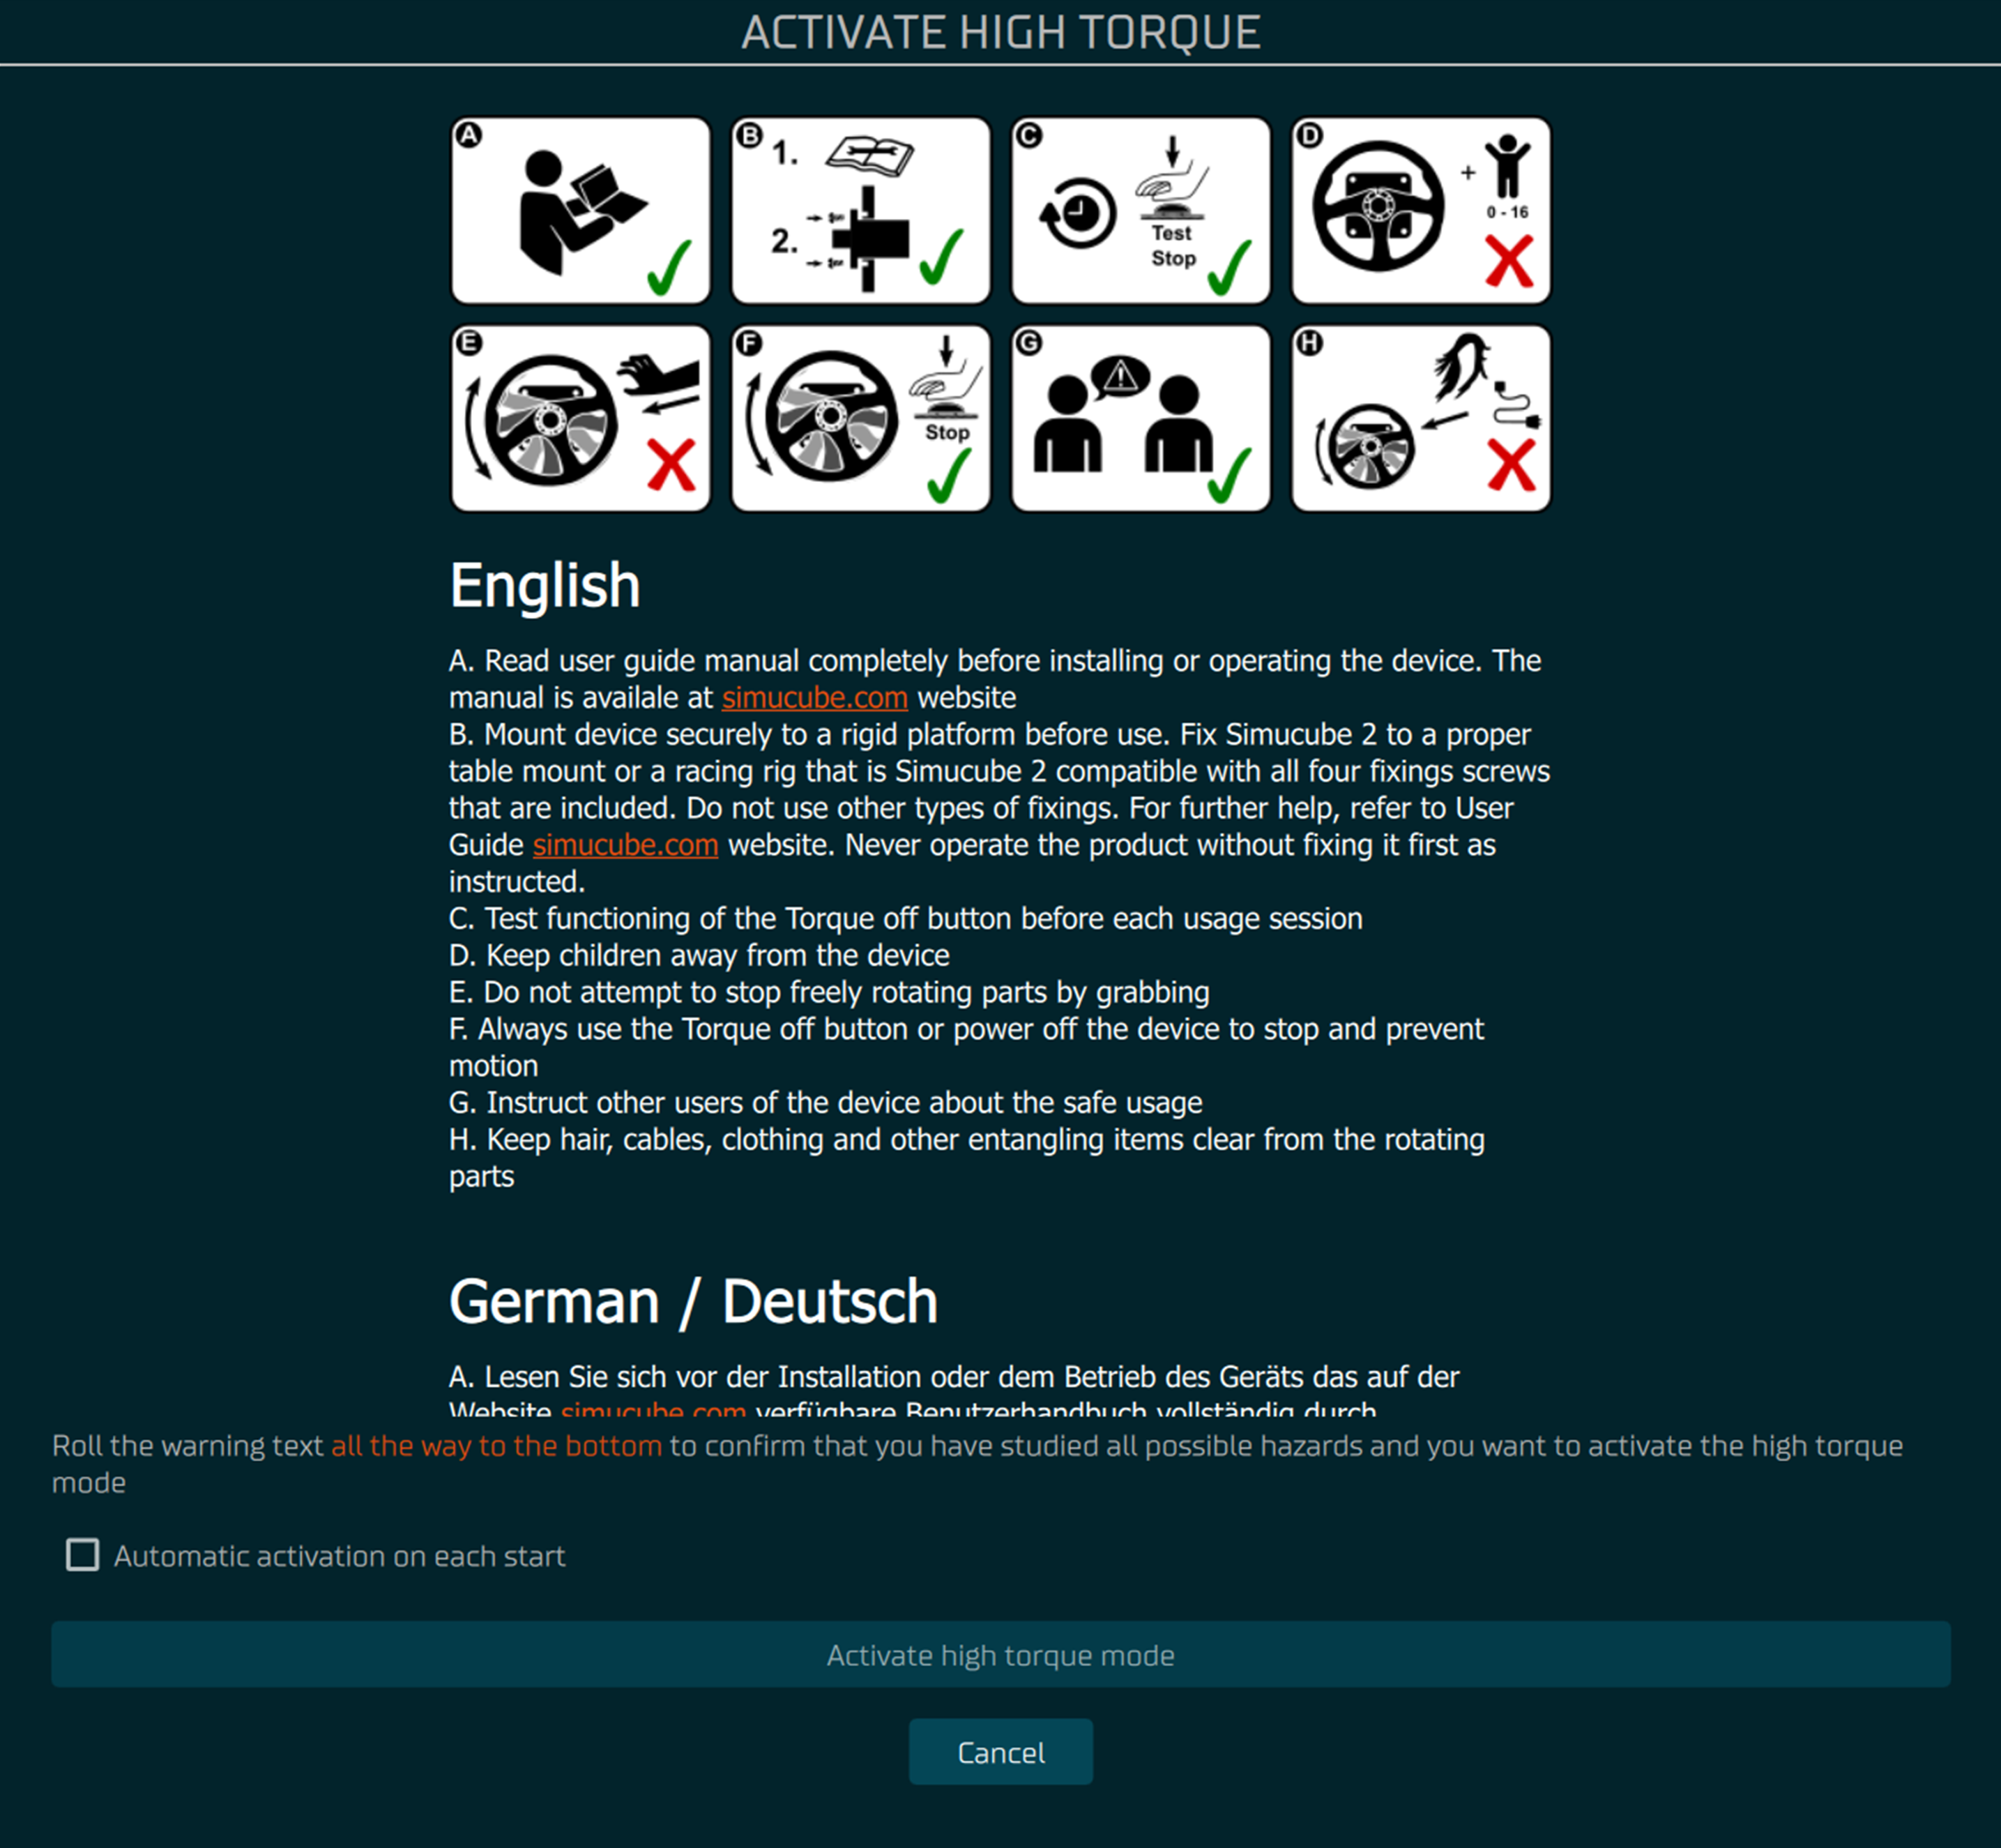 ACTIVATE HIGH TORQUE
A
B
1.
2.
C
Test
Stop
D
+
0 - 16
E
F
Stop
G
H
English
A. Read user guide manual completely before installing or operating the device. The
manual is availale at simucube.com website
B. Mount device securely to a rigid platform before use. Fix Simucube 2 to a proper
table mount or a racing rig that is Simucube 2 compatible with all four fixings screws
that are included. Do not use other types of fixings. For further help, refer to User
Guide simucube.com website. Never operate the product without fixing it first as
instructed.
C. Test functioning of the Torque off button before each usage session
D. Keep children away from the device
E. Do not attempt to stop freely rotating parts by grabbing
F. Always use the Torque off button or power off the device to stop and prevent
motion
G. Instruct other users of the device about the safe usage
H. Keep hair, cables, clothing and other entangling items clear from the rotating
parts
German / Deutsch
A. Lesen Sie sich vor der Installation oder dem Betrieb des Geräts das auf der
Website simucube.com verfügbare Benutzerhandbuch vollständig durch
Roll the warning text all the way to the bottom to confirm that you have studied all possible hazards and you want to activate the high torque
mode
Automatic activation on each start
Activate high torque mode
Cancel